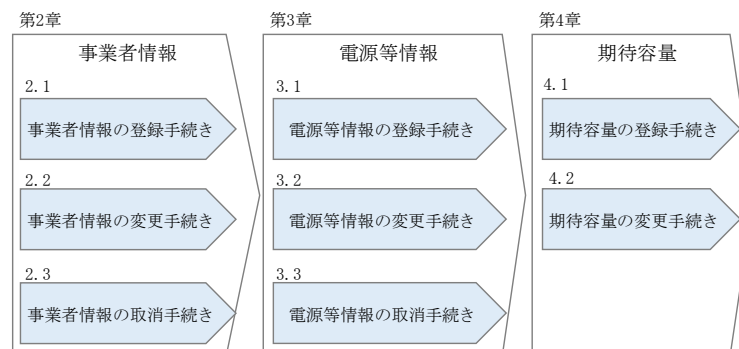 第2章
事業者情報
2.1
事業者情報の登録手続き
2.2
事業者情報の変更手続き
2.3
事業者情報の取消手続き
第3章
電源等情報
3.1
電源等情報の登録手続き
3.2
電源等情報の変更手続き
3.3
電源等情報の取消手続き
第4章
期待容量
4.1
期待容量の登録手続き
4.2
期待容量の変更手続き